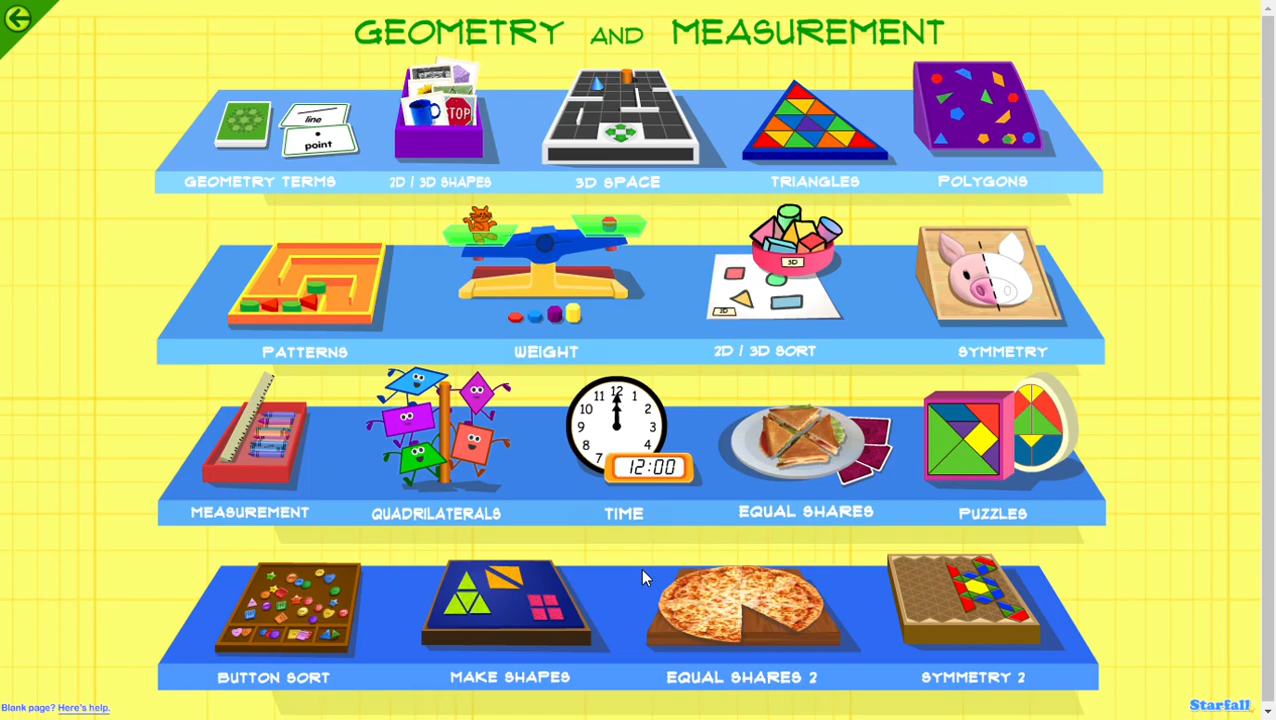 GEOMETRY AND MEASUREMENT
line
point
STOP
GEOMETRY TERMS
2D / 3D SHAPES
3D SPACE
TRIANGLES
POLYGONS
3D
2D
PATTERNS
WEIGHT
2D / 3D SORT
SYMMETRY
11 12 1
10 2
9 3
8 4
7
12:00
MEASUREMENT
QUADRILATERALS
TIME
EQUAL SHARES
PUZZLES
BUTTON SORT
MAKE SHAPES
EQUAL SHARES 2
SYMMETRY 2
Blank page? Here's help.
Starfall